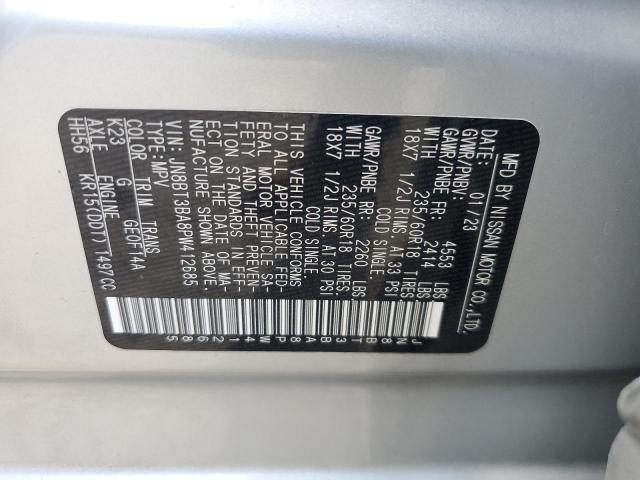 MFD BY NISSAN MOTOR CO.,LTD.
DATE: 01/23
GVWR/PNBV: 4553 LBS
GAWR/PNBE FR: 2414 LBS
WITH 235/60R18 TIRES
18X7 1/2J RIMS. AT 33 PSI
COLD SINGLE
GAWR/PNBE RR: 2260 LBS
WITH 235/60R18 TIRES
18X7 1/2J RIMS. AT 30 PSI
COLD SINGLE
THIS VEHICLE CONFORMS
TO ALL APPLICABLE FED-
ERAL MOTOR VEHICLE SA-
FETY AND THEFT PREVEN-
TION STANDARDS IN EFF-
ECT ON THE DATE OF MA-
NUFACTURE SHOWN ABOVE.
VIN: JN8BT3BA8PW412685
TYPE:MPV
COLOR TRIM TRANS
K23 G GE0FT4A
AXLE ENGINE
HH56 KR15(DDT) 1497CC
JN8BT3BA8PW412685